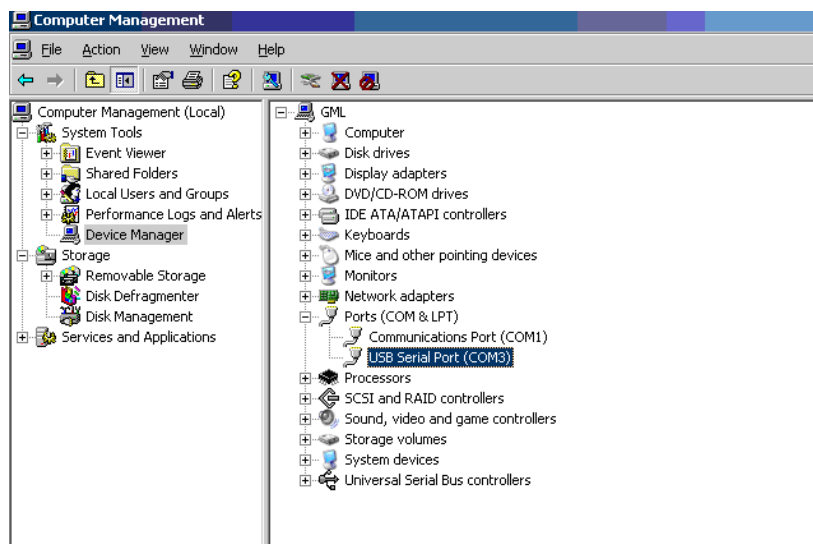 Computer Management
File Action View Window Help
Computer Management (Local)
System Tools
Event Viewer
Shared Folders
Local Users and Groups
Performance Logs and Alerts
Device Manager
Storage
Removable Storage
Disk Defragmenter
Disk Management
Services and Applications
GML
Computer
Disk drives
Display adapters
DVD/CD-ROM drives
IDE ATA/ATAPI controllers
Keyboards
Mice and other pointing devices
Monitors
Network adapters
Ports (COM & LPT)
Communications Port (COM1)
USB Serial Port (COM3)
Processors
SCSI and RAID controllers
Sound, video and game controllers
Storage volumes
System devices
Universal Serial Bus controllers